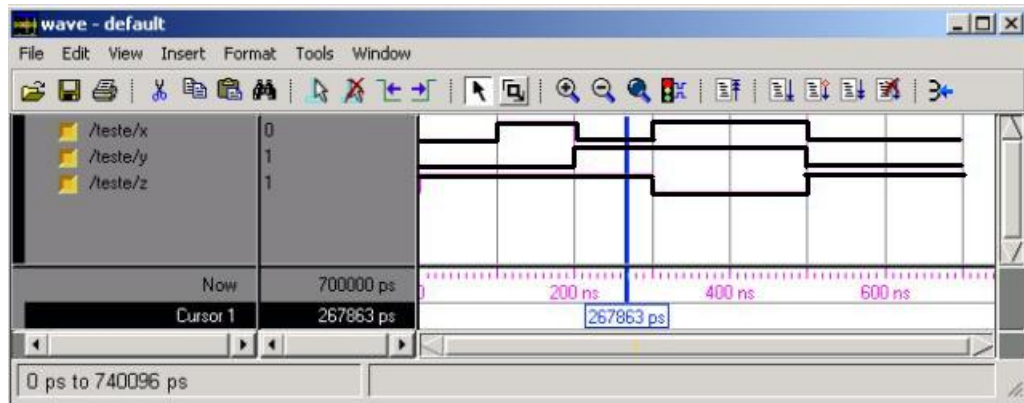 wave - default
File Edit View Insert Format Tools Window
/teste/x 0
/teste/y 1
/teste/z 1
Now 700000 ps
0 200 ns 400 ns 600 ns
Cursor 1 267863 ps
267863 ps
0 ps to 740096 ps